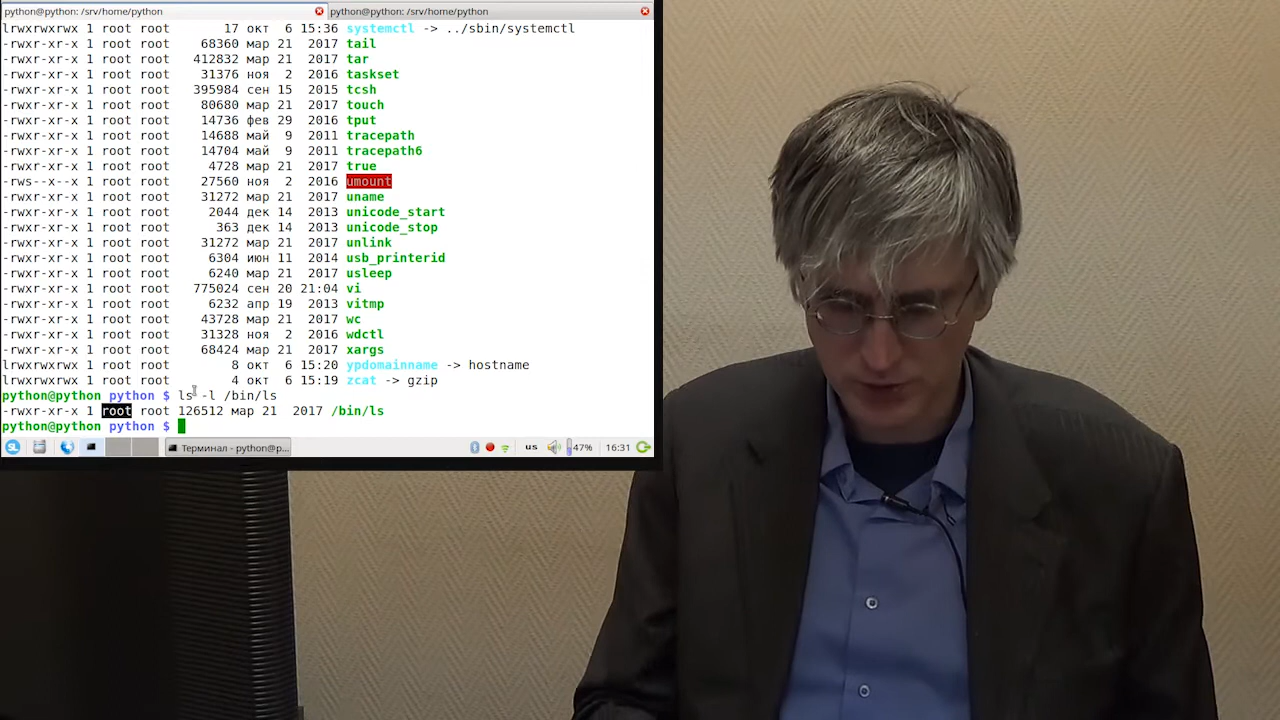 python@python: /srv/home/python python@python: /srv/home/python
lrwxrwxrwx 1 root root 17 окт 6 15:36 systemctl -> ../sbin/systemctl
-rwxr-xr-x 1 root root 68360 мар 21 2017 tail
-rwxr-xr-x 1 root root 412832 мар 21 2017 tar
-rwxr-xr-x 1 root root 31376 ноя 2 2016 taskset
-rwxr-xr-x 1 root root 395984 сен 15 2015 tcsh
-rwxr-xr-x 1 root root 80680 мар 21 2017 touch
-rwxr-xr-x 1 root root 14736 фев 29 2016 tput
-rwxr-xr-x 1 root root 14688 май 9 2011 tracepath
-rwxr-xr-x 1 root root 14704 май 9 2011 tracepath6
-rwxr-xr-x 1 root root 4728 мар 21 2017 true
-rws--x--x 1 root root 27560 ноя 2 2016 umount
-rwxr-xr-x 1 root root 31272 мар 21 2017 uname
-rwxr-xr-x 1 root root 2044 дек 14 2013 unicode_start
-rwxr-xr-x 1 root root 363 дек 14 2013 unicode_stop
-rwxr-xr-x 1 root root 31272 мар 21 2017 unlink
-rwxr-xr-x 1 root root 6304 июн 11 2014 usb_printerid
-rwxr-xr-x 1 root root 6240 мар 21 2017 usleep
-rwxr-xr-x 1 root root 775024 сен 20 21:04 vi
-rwxr-xr-x 1 root root 6232 апр 19 2013 vitmp
-rwxr-xr-x 1 root root 43728 мар 21 2017 wc
-rwxr-xr-x 1 root root 31328 ноя 2 2016 wdctl
-rwxr-xr-x 1 root root 68424 мар 21 2017 xargs
lrwxrwxrwx 1 root root 8 окт 6 15:20 ypdomainname -> hostname
lrwxrwxrwx 1 root root 4 окт 6 15:19 zcat -> gzip
python@python python $ ls -l /bin/ls
-rwxr-xr-x 1 root root 126512 мар 21 2017 /bin/ls
python@python python $
SL Терминал - python@p... us 47% 16:31